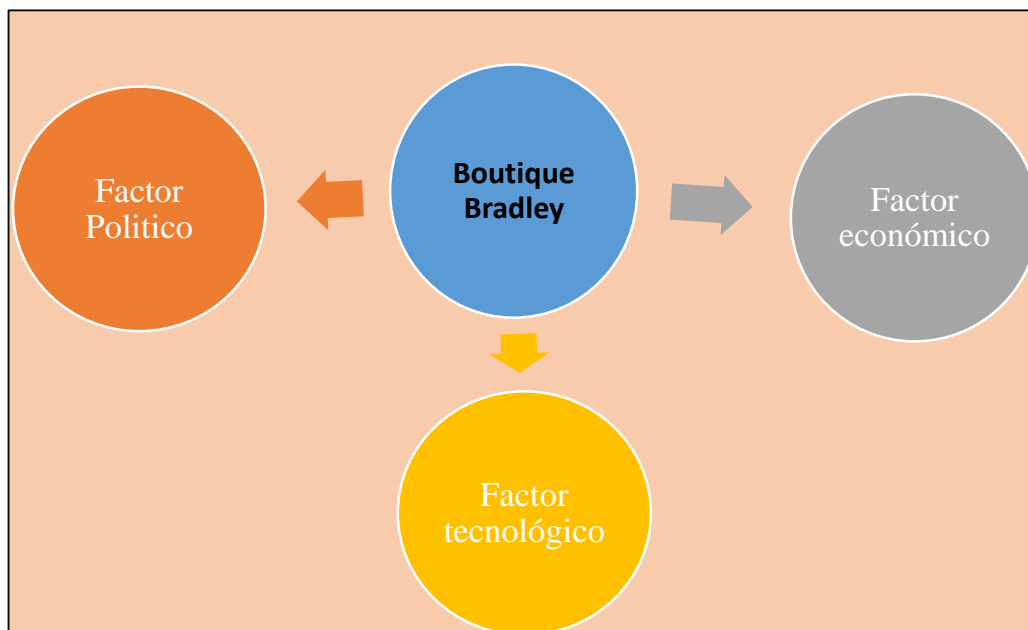 Boutique
Bradley
Factor
Politico
Factor
económico
Factor
tecnológico